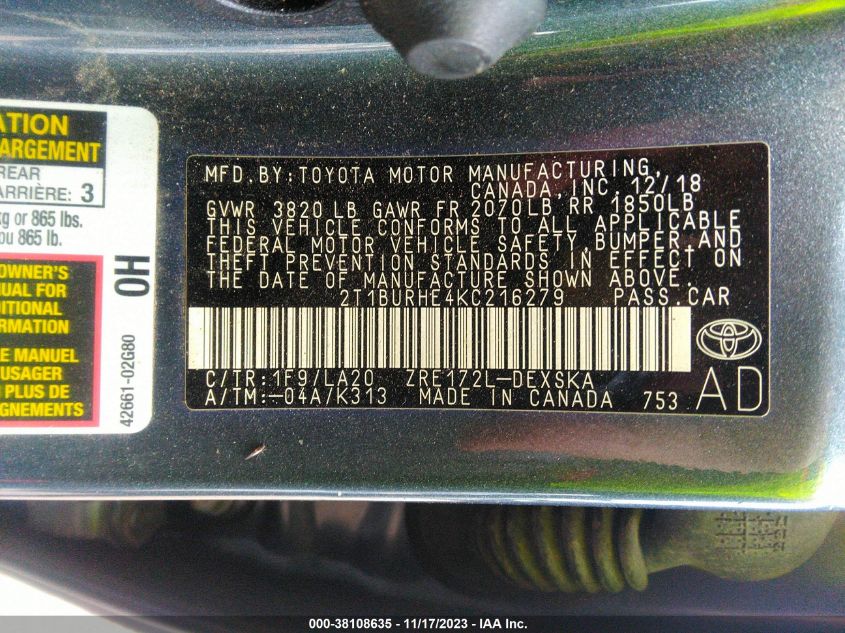 ATION
ARGEMENT
REAR
ARRIÈRE: 3
kg or 865 lbs.
ou 865 lb.
OWNER'S
NUAL FOR
DITIONAL
FORMATION
LE MANUEL
USAGER
PLUS DE
IGNEMENTS
OH
42661-02G80
MFD.BY:TOYOTA MOTOR MANUFACTURING,
CANADA,INC. 12/18
GVWR 3820 LB GAWR FR 2070LB RR 1850LB
THIS VEHICLE CONFORMS TO ALL APPLICABLE
FEDERAL MOTOR VEHICLE SAFETY,BUMPER,AND
THEFT PREVENTION STANDARDS IN EFFECT ON
THE DATE OF MANUFACTURE SHOWN ABOVE.
2T1BURHE4KC216279 PASS.CAR
C/TR:1F9/LA20 ZRE172L-DEXSKA
A/TM:-04A/K313 MADE IN CANADA 753
AD
000-38108635 - 11/17/2023 - IAA Inc.